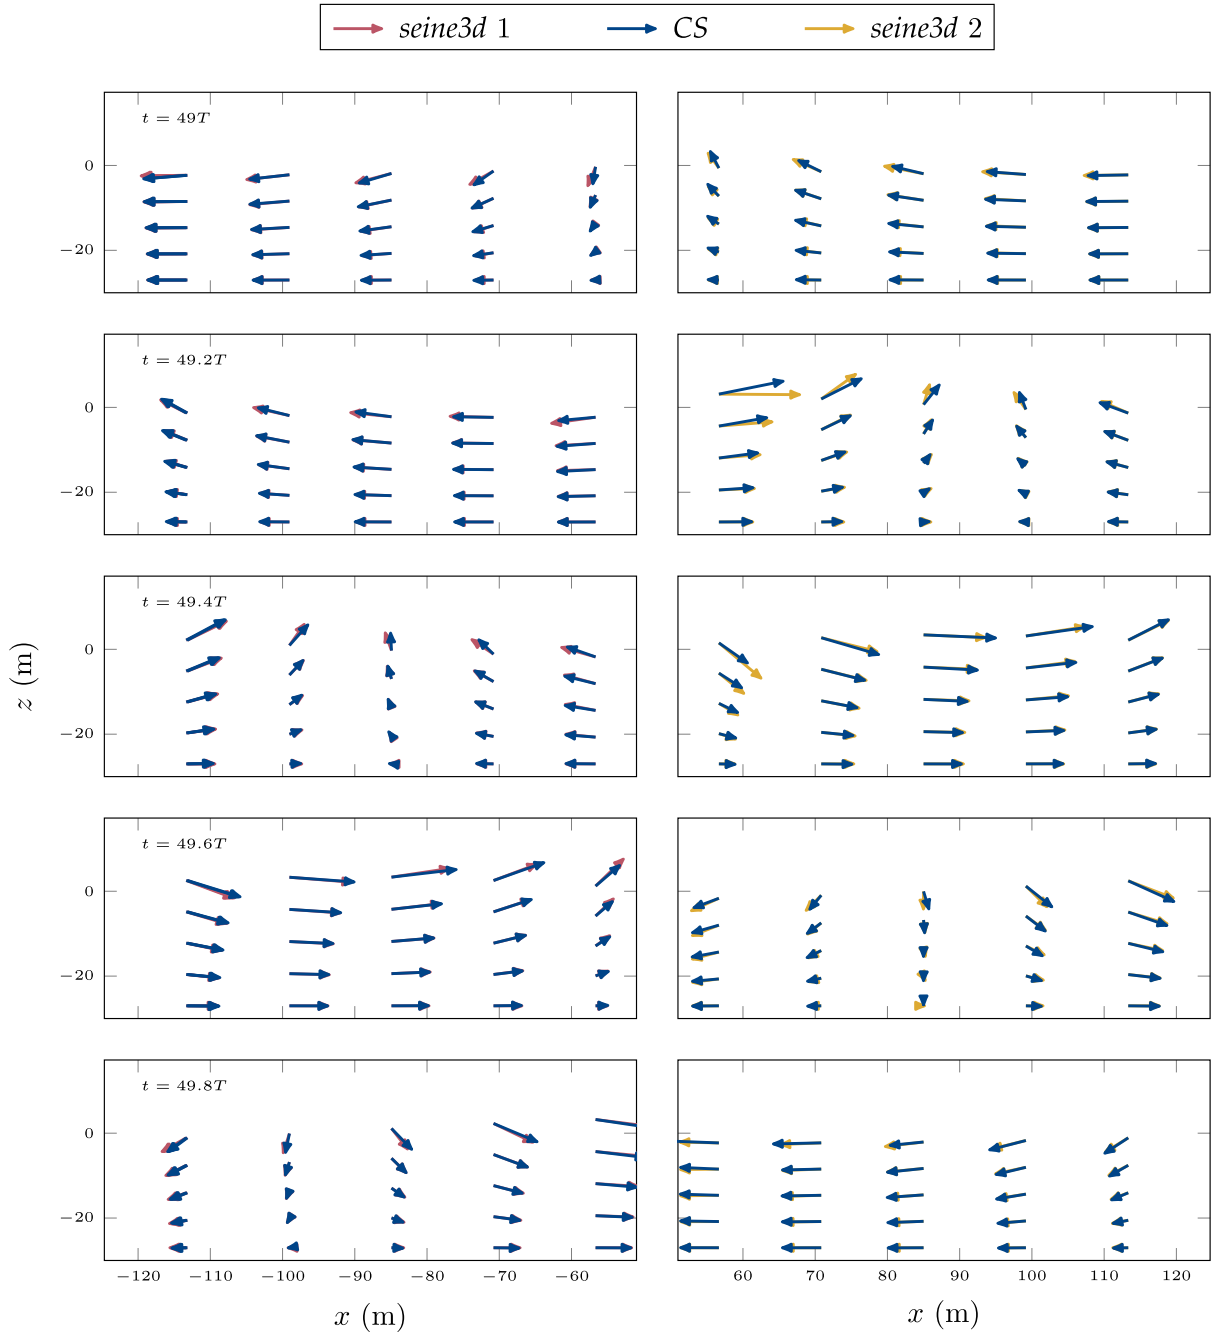 seine3d 1 CS seine3d 2
t = 49T
0
−20
t = 49.2T
0
−20
t = 49.4T
0
−20
z (m)
t = 49.6T
0
−20
t = 49.8T
0
−20
−120 −110 −100 −90 −80 −70 −60 60 70 80 90 100 110 120
x (m) x (m)